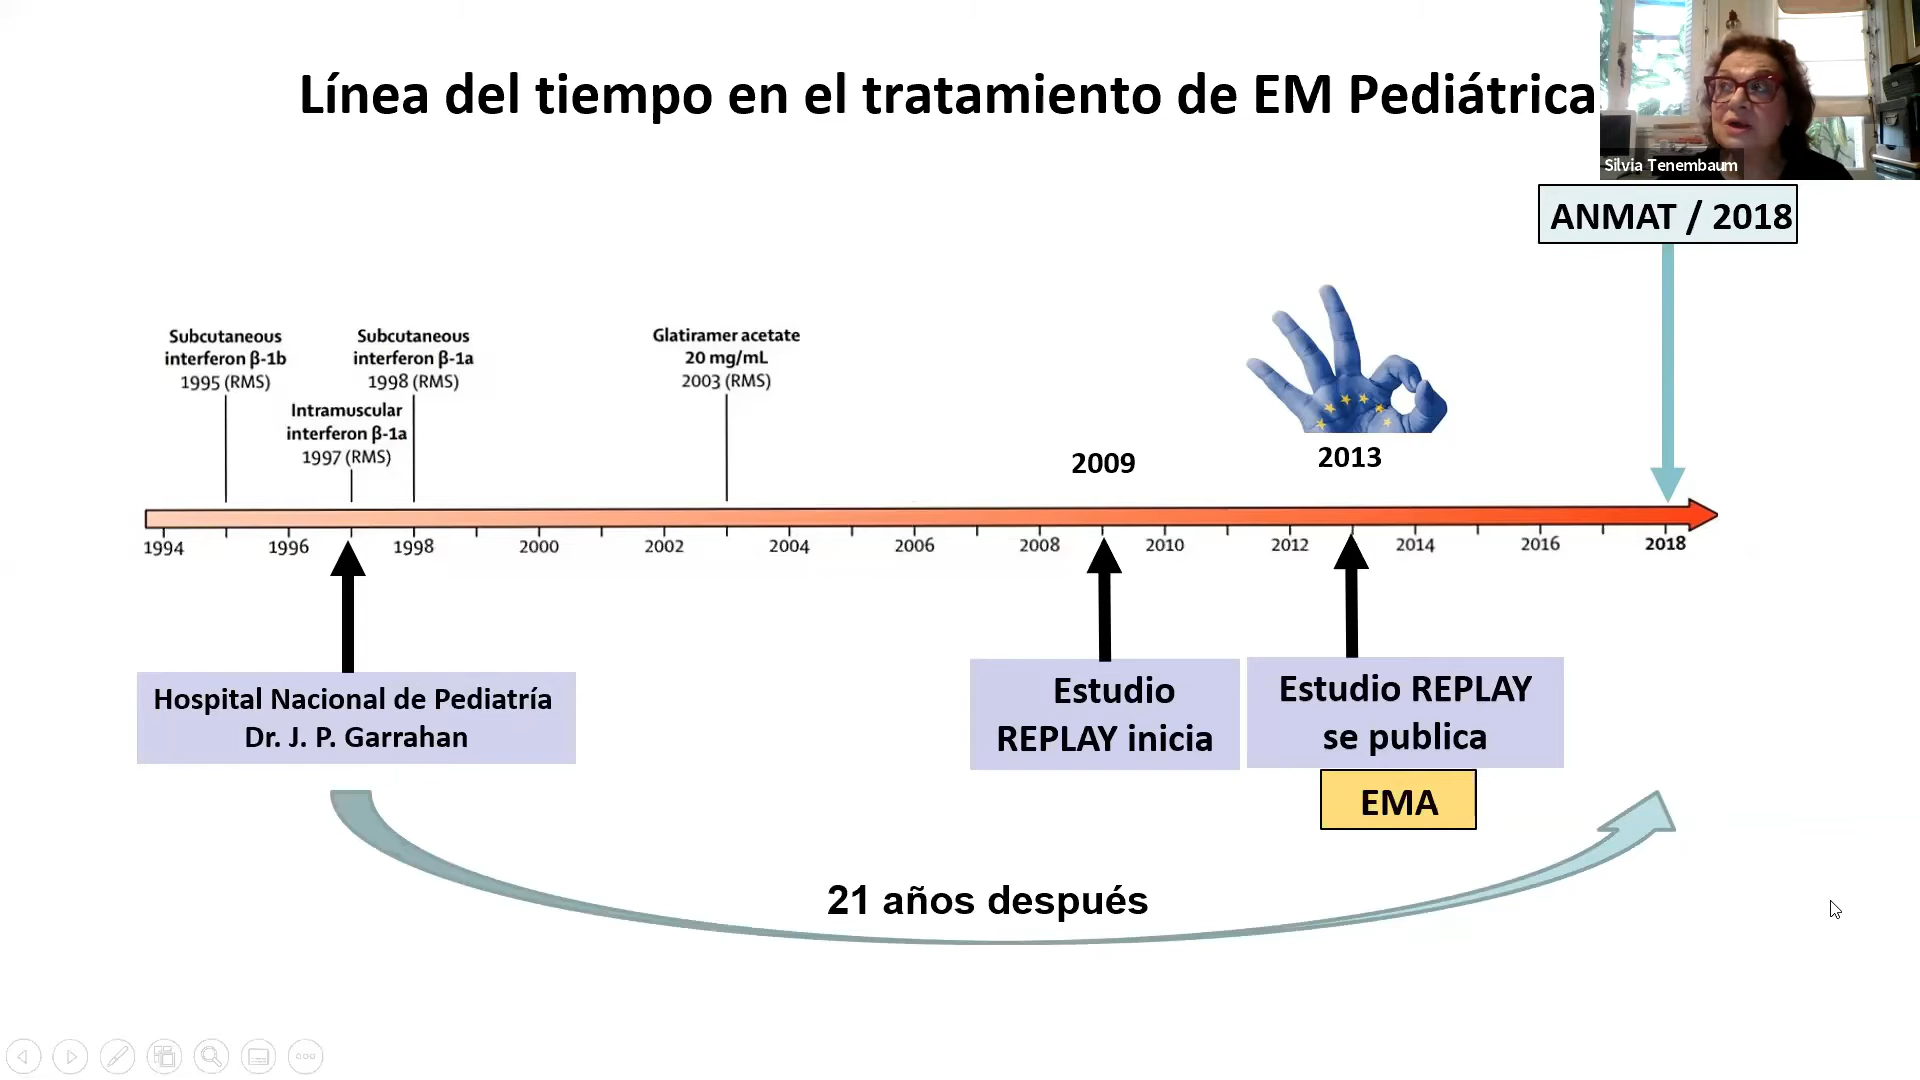 Línea del tiempo en el tratamiento de EM Pediátrica
Silvia Tenembaum
ANMAT / 2018
Subcutaneous
interferon β-1b
1995 (RMS)
Intramuscular
interferon β-1a
1997 (RMS)
Subcutaneous
interferon β-1a
1998 (RMS)
Glatiramer acetate
20 mg/mL
2003 (RMS)
2009
2013
1994 1996 1998 2000 2002 2004 2006 2008 2010 2012 2014 2016 2018
Hospital Nacional de Pediatría
Dr. J. P. Garrahan
Estudio
REPLAY inicia
Estudio REPLAY
se publica
EMA
21 años después